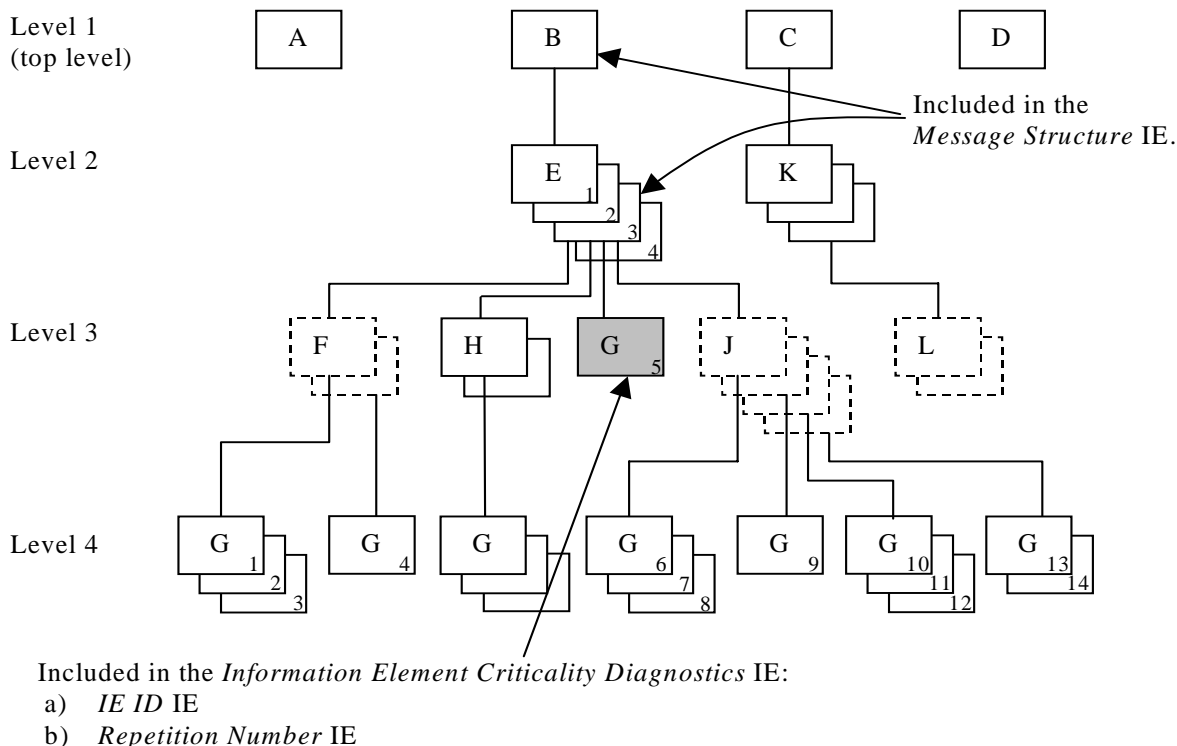 Level 1
(top level)
A
B
C
D
Included in the
Message Structure IE.
Level 2
E
1
2
3
4
K
Level 3
F
H
G
5
J
L
Level 4
G
1
2
3
G
4
G
G
6
7
8
G
9
G
10
11
12
G
13
14
Included in the Information Element Criticality Diagnostics IE:
a) IE ID IE
b) Repetition Number IE